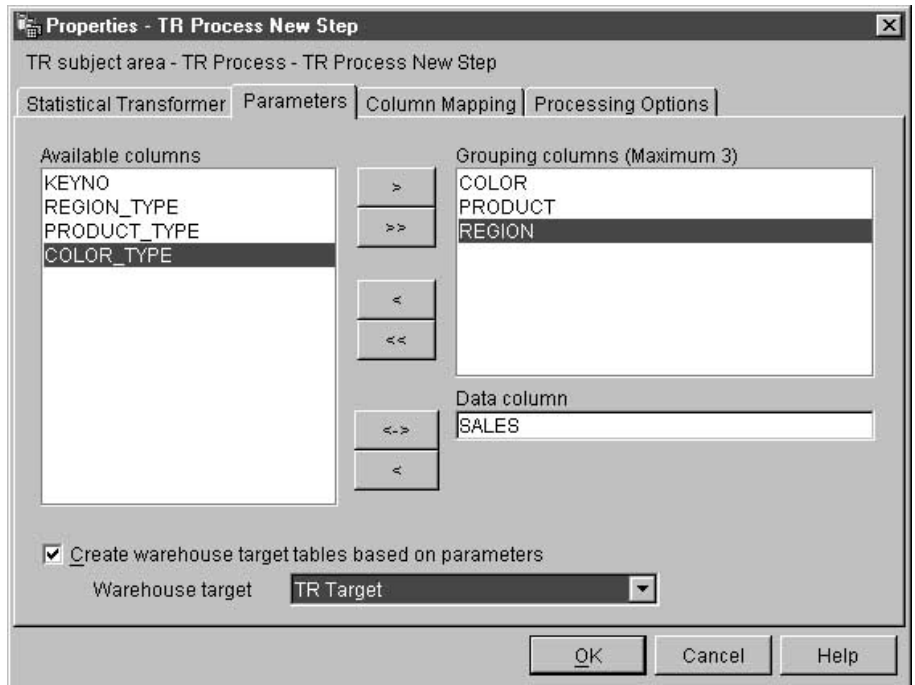 Properties - TR Process New Step
TR subject area - TR Process - TR Process New Step
Statistical Transformer Parameters Column Mapping Processing Options
Available columns
KEYNO
REGION_TYPE
PRODUCT_TYPE
COLOR_TYPE
>
>>
<
<<
<->
<
Grouping columns (Maximum 3)
COLOR
PRODUCT
REGION
Data column
SALES
Create warehouse target tables based on parameters
Warehouse target TR Target
OK Cancel Help